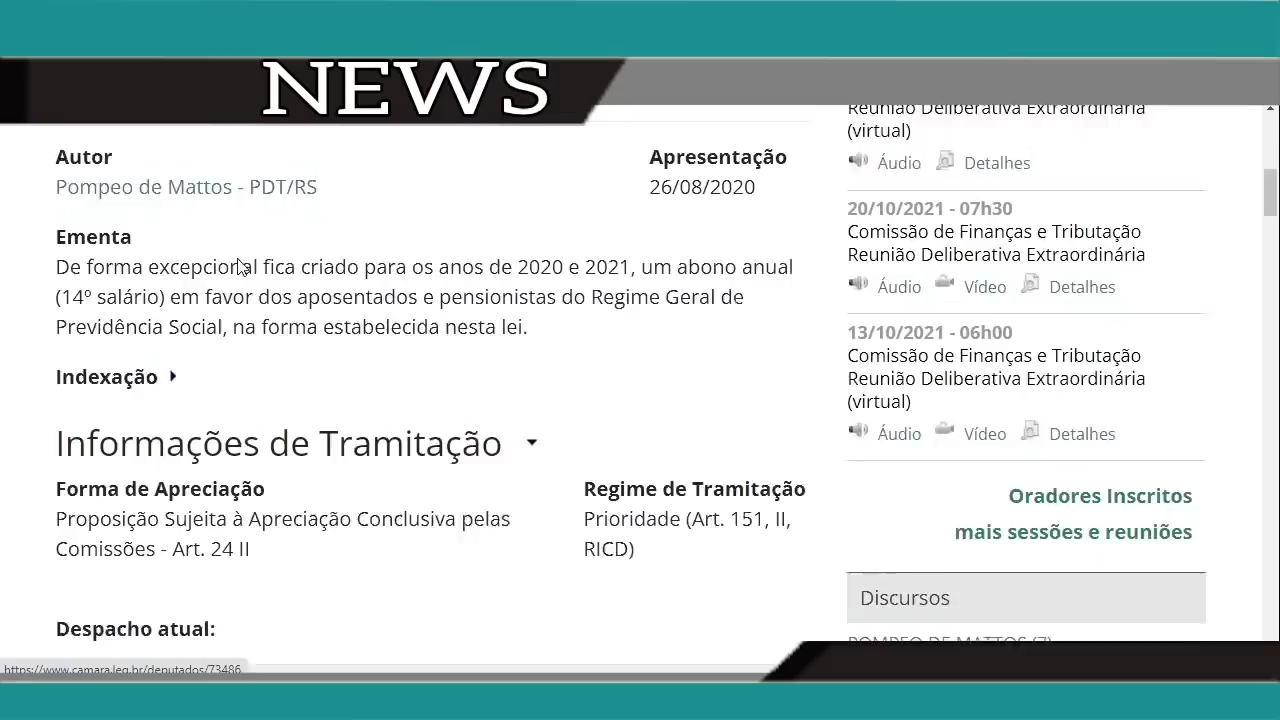 NEWS
Autor
Pompeo de Mattos - PDT/RS
Apresentação
26/08/2020
Ementa
De forma excepcional fica criado para os anos de 2020 e 2021, um abono anual
(14º salário) em favor dos aposentados e pensionistas do Regime Geral de
Previdência Social, na forma estabelecida nesta lei.
Indexação
Informações de Tramitação
Forma de Apreciação
Proposição Sujeita à Apreciação Conclusiva pelas
Comissões - Art. 24 II
Regime de Tramitação
Prioridade (Art. 151, II,
RICD)
Despacho atual:
Reunião Deliberativa Extraordinária
(virtual)
Áudio Detalhes
20/10/2021 - 07h30
Comissão de Finanças e Tributação
Reunião Deliberativa Extraordinária
Áudio Vídeo Detalhes
13/10/2021 - 06h00
Comissão de Finanças e Tributação
Reunião Deliberativa Extraordinária
(virtual)
Áudio Vídeo Detalhes
Oradores Inscritos
mais sessões e reuniões
Discursos
POMPEO DE MATTOS (7)
https://www.camara.leg.br/deputados/73486